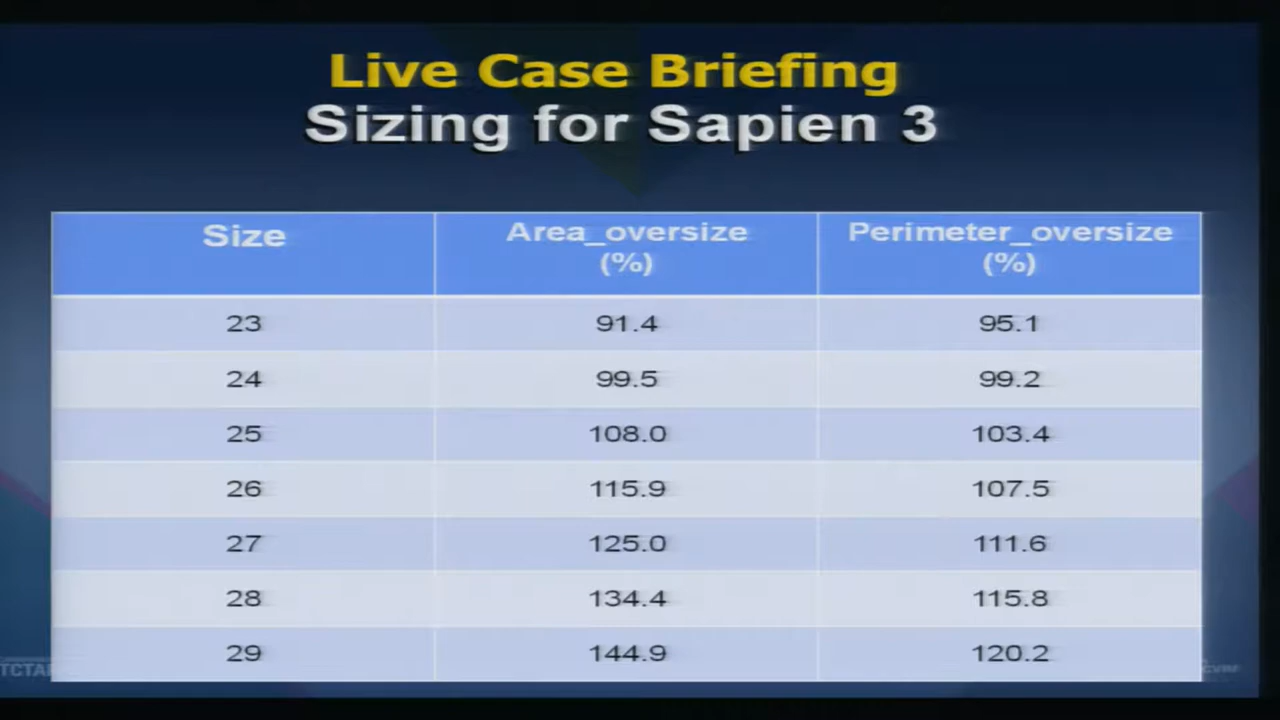 Live Case Briefing
Sizing for Sapien 3
Size Area_oversize (%) Perimeter_oversize (%)
23 91.4 95.1
24 99.5 99.2
25 108.0 103.4
26 115.9 107.5
27 125.0 111.6
28 134.4 115.8
29 144.9 120.2